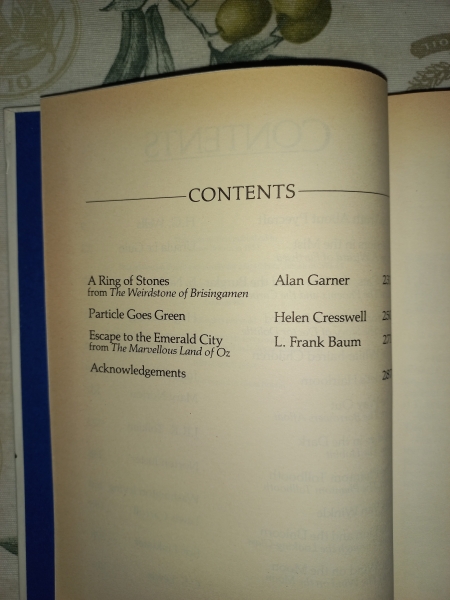 CONTENTS
A Ring of Stones Alan Garner
from The Weirdstone of Brisingamen
Particle Goes Green Helen Cresswell
Escape to the Emerald City L. Frank Baum
from The Marvellous Land of Oz
Acknowledgements